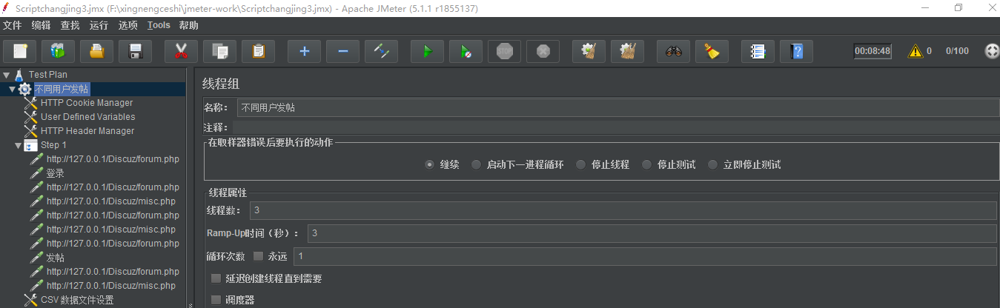 Scriptchangjing3.jmx (F:\xingnengceshi\jmeter-work\Scriptchangjing3.jmx) - Apache JMeter (5.1.1 r1855137)
文件 编辑 查找 运行 选项 Tools 帮助
STOP 00:08:48 0 0/100
Test Plan
不同用户发帖
HTTP Cookie Manager
User Defined Variables
HTTP Header Manager
Step 1
http://127.0.0.1/Discuz/forum.php
登录
http://127.0.0.1/Discuz/forum.php
http://127.0.0.1/Discuz/misc.php
http://127.0.0.1/Discuz/forum.php
http://127.0.0.1/Discuz/misc.php
http://127.0.0.1/Discuz/forum.php
发帖
http://127.0.0.1/Discuz/forum.php
http://127.0.0.1/Discuz/misc.php
CSV 数据文件设置
线程组
名称： 不同用户发帖
注释：
在取样器错误后要执行的动作
继续 启动下一进程循环 停止线程 停止测试 立即停止测试
线程属性
线程数： 3
Ramp-Up时间（秒）： 3
循环次数 永远 1
延迟创建线程直到需要
调度器